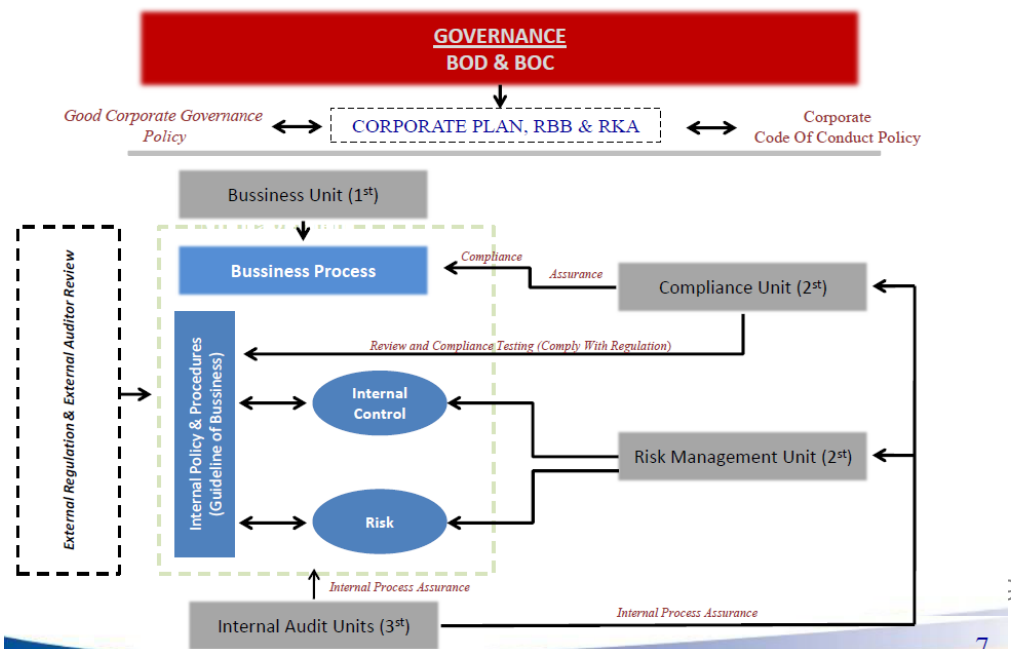 GOVERNANCE
BOD & BOC
Good Corporate Governance
Policy
CORPORATE PLAN, RBB & RKA
Corporate
Code Of Conduct Policy
Bussiness Unit (1st)
Bussiness Process
Compliance
Assurance
Compliance Unit (2st)
External Regulation & External Auditor Review
Internal Policy & Procedures
(Guideline of Bussiness)
Review and Compliance Testing (Comply With Regulation)
Internal
Control
Risk Management Unit (2st)
Risk
Internal Process Assurance
Internal Process Assurance
Internal Audit Units (3st)
7